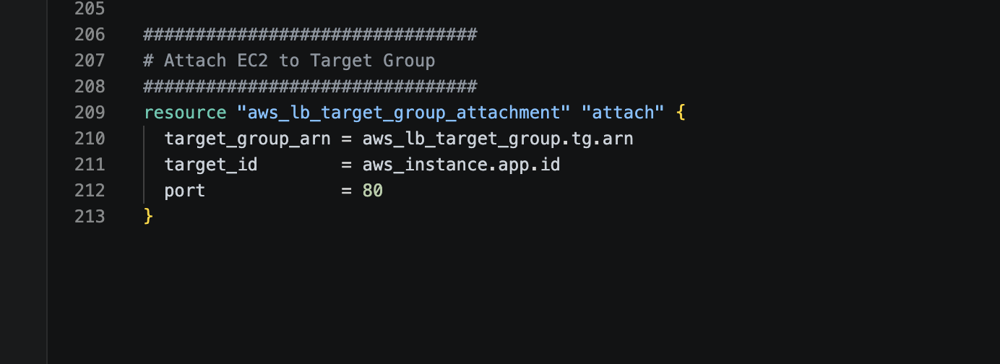 205
206 ################################
207 # Attach EC2 to Target Group
208 ################################
209 resource "aws_lb_target_group_attachment" "attach" {
210   target_group_arn = aws_lb_target_group.tg.arn
211   target_id        = aws_instance.app.id
212   port             = 80
213 }